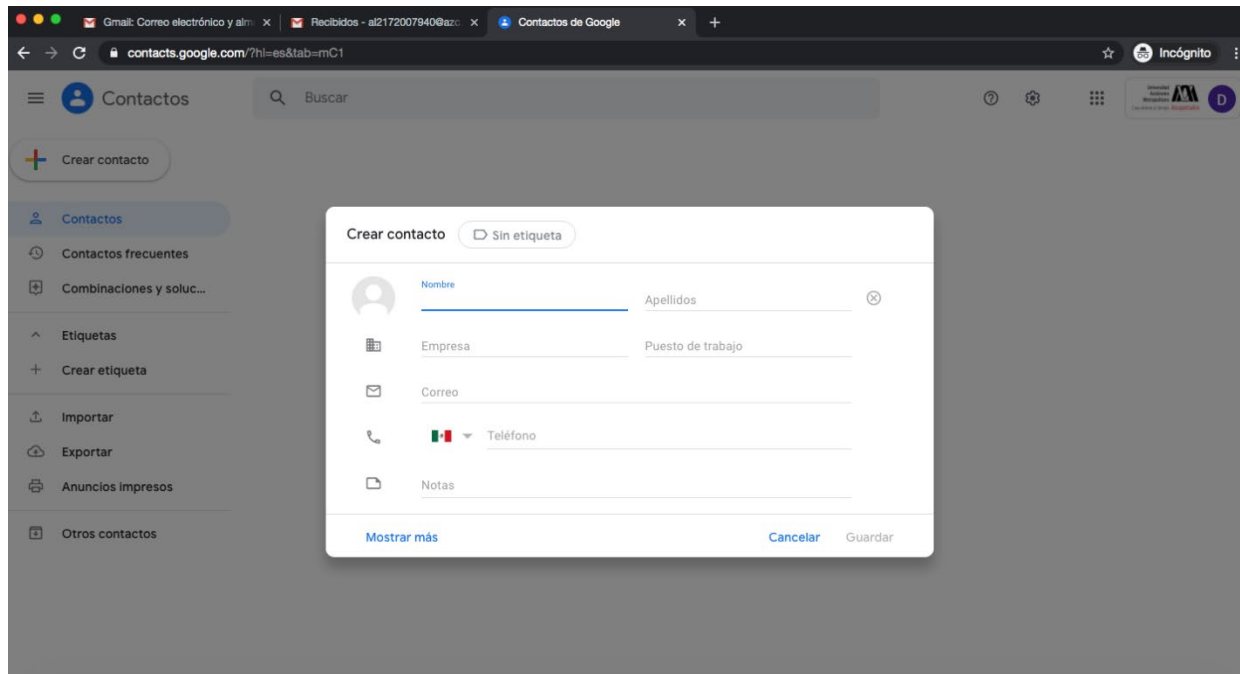 Gmail: Correo electrónico y alm
Recibidos - al2172007940@azc
Contactos de Google
contacts.google.com/?hl=es&tab=mC1
Incógnito
Contactos
Buscar
D
Crear contacto
Contactos
Contactos frecuentes
Combinaciones y soluc...
Etiquetas
Crear etiqueta
Importar
Exportar
Anuncios impresos
Otros contactos
Crear contacto
Sin etiqueta
Nombre
Apellidos
Empresa
Puesto de trabajo
Correo
Teléfono
Notas
Mostrar más
Cancelar
Guardar